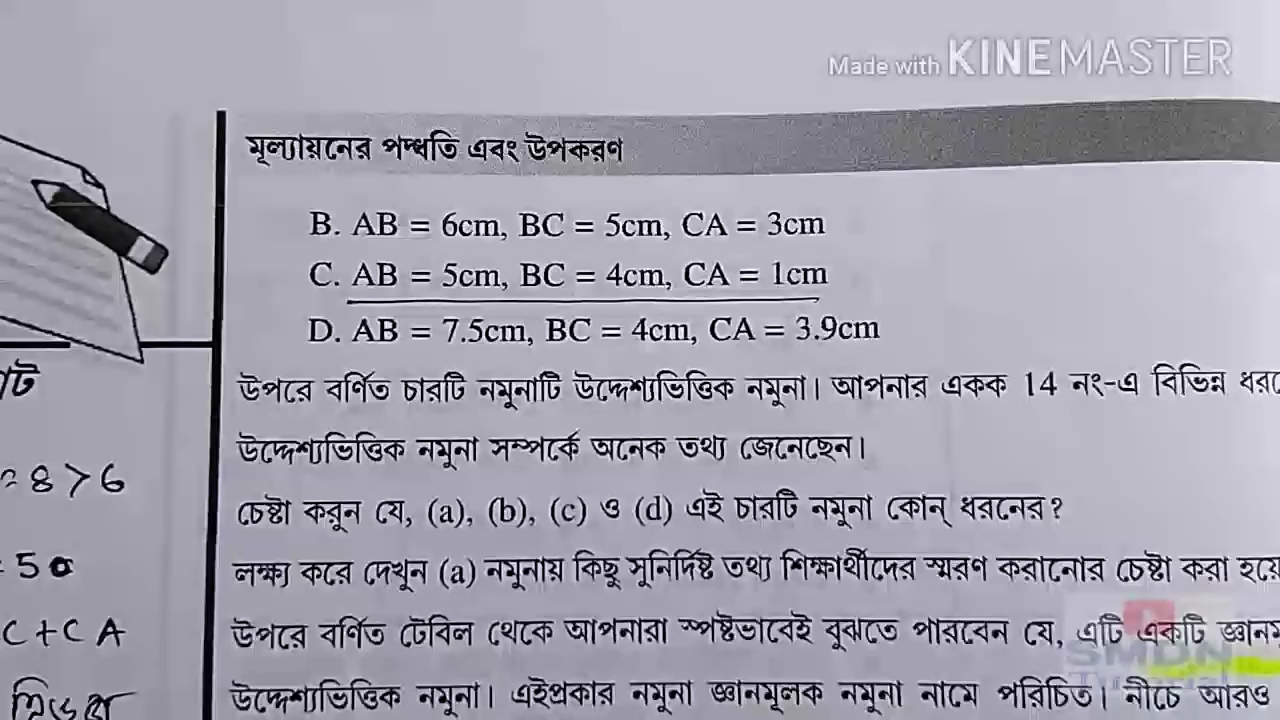 Made with KINEMASTER
মূল্যায়নের পদ্ধতি এবং উপকরণ
B. AB = 6cm, BC = 5cm, CA = 3cm
C. AB = 5cm, BC = 4cm, CA = 1cm
D. AB = 7.5cm, BC = 4cm, CA = 3.9cm
উপরে বর্ণিত চারটি নমুনাটি উদ্দেশ্যভিত্তিক নমুনা। আপনার একক 14 নং-এ বিভিন্ন
উদ্দেশ্যভিত্তিক নমুনা সম্পর্কে অনেক তথ্য জেনেছেন।
চেষ্টা করুন যে, (a), (b), (c) ও (d) এই চারটি নমুনা কোন্ ধরনের?
লক্ষ্য করে দেখুন (a) নমুনায় কিছু সুনির্দিষ্ট তথ্য শিক্ষার্থীদের স্মরণ করানোর চেষ্টা করা হয়ে
উপরে বর্ণিত টেবিল থেকে আপনারা স্পষ্টভাবেই বুঝতে পারবেন যে, এটি একটি
উদ্দেশ্যভিত্তিক নমুনা। এইপ্রকার নমুনা জ্ঞানমূলক নমুনা নামে পরিচিত। নীচে আরও
= 8 > 6
C + C A
SMDN
Tutorial